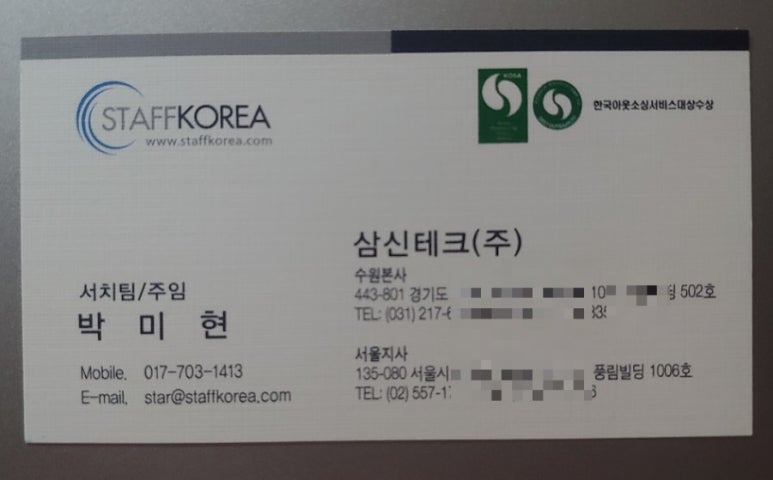 STAFFKOREA
www.staffkorea.com
KOSA
한국아웃소싱서비스대상수상
삼신테크(주)
수원본사
443-801 경기도 502호
TEL: (031) 217-
서울지사
135-080 서울시 풍림빌딩 1006호
TEL: (02) 557-1
서치팀/주임
박 미 현
Mobile. 017-703-1413
E-mail. star@staffkorea.com